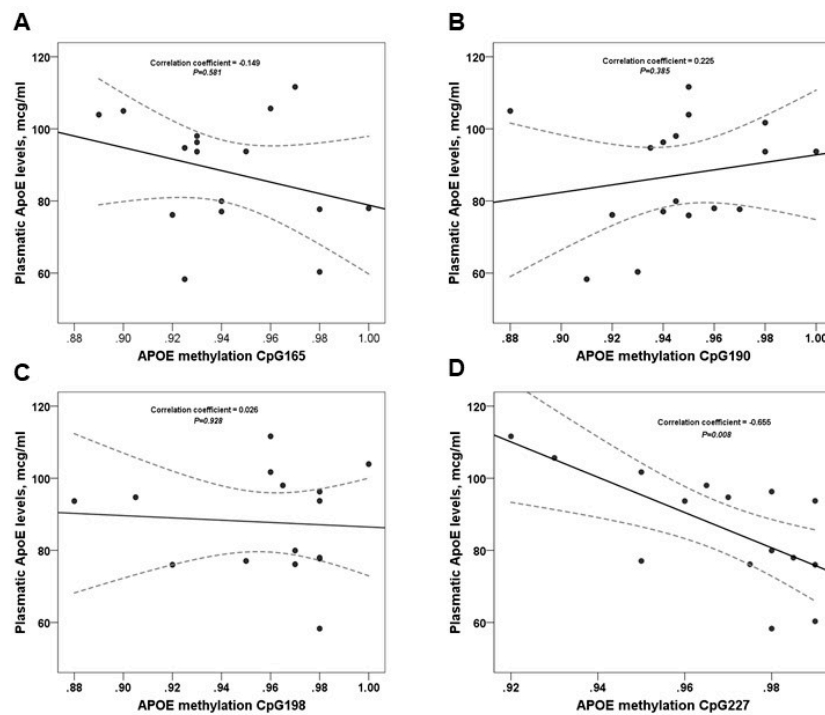 A
Correlation coefficient = -0.149
P=0.581
Plasmatic ApoE levels, mcg/ml
120
100
80
60
.88 .90 .92 .94 .96 .98 1.00
APOE methylation CpG165
B
Correlation coefficient = 0.225
P=0.385
Plasmatic ApoE levels, mcg/ml
120
100
80
60
.88 .90 .92 .94 .96 .98 1.00
APOE methylation CpG190
C
Correlation coefficient = 0.026
P=0.928
Plasmatic ApoE levels, mcg/ml
120
100
80
60
.88 .90 .92 .94 .96 .98 1.00
APOE methylation CpG198
D
Correlation coefficient = -0.655
P=0.008
Plasmatic ApoE levels, mcg/ml
120
100
80
60
.92 .94 .96 .98
APOE methylation CpG227